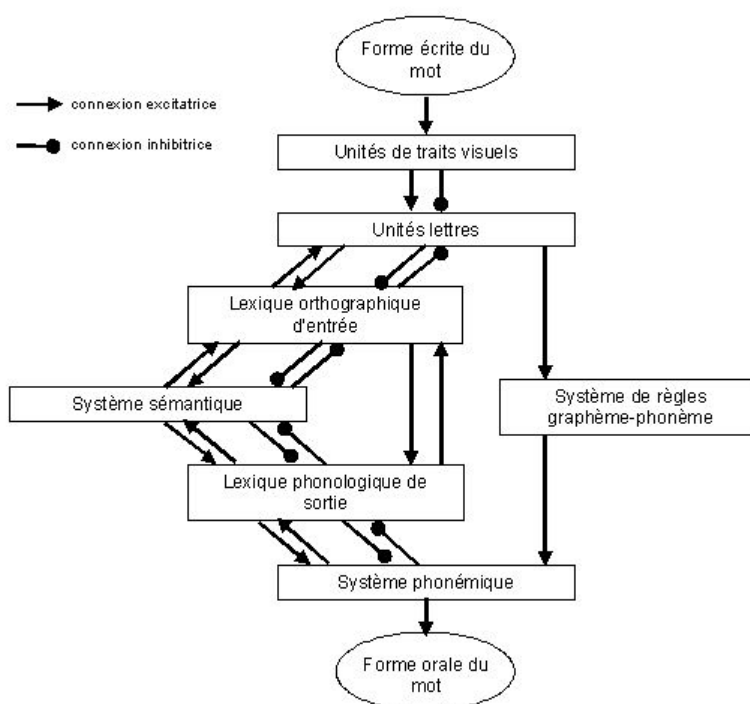 Forme écrite du
mot
connexion excitatrice
connexion inhibitrice
Unités de traits visuels
Unités lettres
Lexique orthographique
d'entrée
Système sémantique
Système de règles
graphème-phonème
Lexique phonologique de
sortie
Système phonémique
Forme orale du
mot